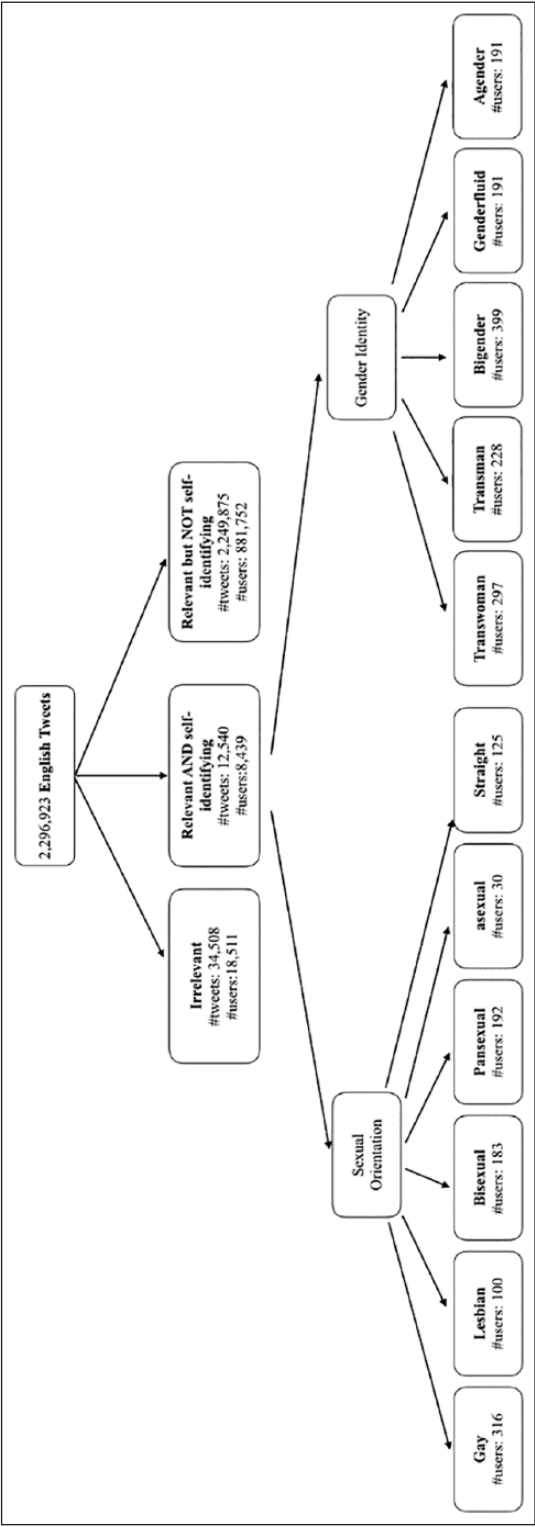 2,296,923 English Tweets
Irrelevant
#tweets: 34,508
#users:18,511
Relevant AND self-
identifying
#tweets: 12,540
#users:8,439
Relevant but NOT self-
identifying
#tweets: 2,249,875
#users: 881,752
Sexual
Orientation
Gender Identity
Gay
#users: 316
Lesbian
#users: 100
Bisexual
#users: 183
Pansexual
#users: 192
asexual
#users: 30
Straight
#users: 125
Transwoman
#users: 297
Transman
#users: 228
Bigender
#users: 399
Genderfluid
#users: 191
Agender
#users: 191